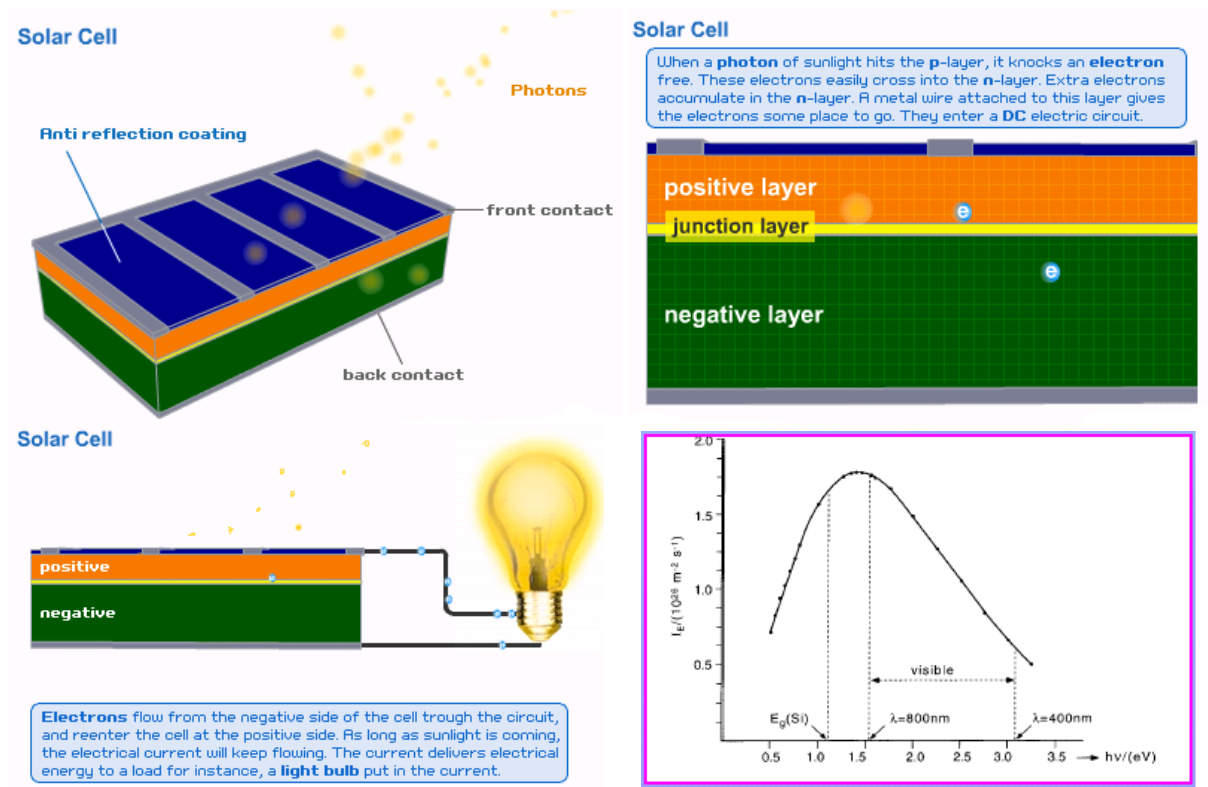 Solar Cell
Photons
Anti reflection coating
front contact
back contact
Solar Cell
When a photon of sunlight hits the p-layer, it knocks an electron
free. These electrons easily cross into the n-layer. Extra electrons
accumulate in the n-layer. A metal wire attached to this layer gives
the electrons some place to go. They enter a DC electric circuit.
positive layer
e
junction layer
e
negative layer
Solar Cell
positive
e
negative
Electrons flow from the negative side of the cell trough the circuit,
and reenter the cell at the positive side. As long as sunlight is coming,
the electrical current will keep flowing. The current delivers electrical
energy to a load for instance, a light bulb put in the current.
2.0
1.5
1.0
0.5
I_E/(10²⁶ m⁻² s⁻¹)
visible
E_g(Si)
λ=800nm
λ=400nm
0.5 1.0 1.5 2.0 2.5 3.0 3.5 → hν/(eV)